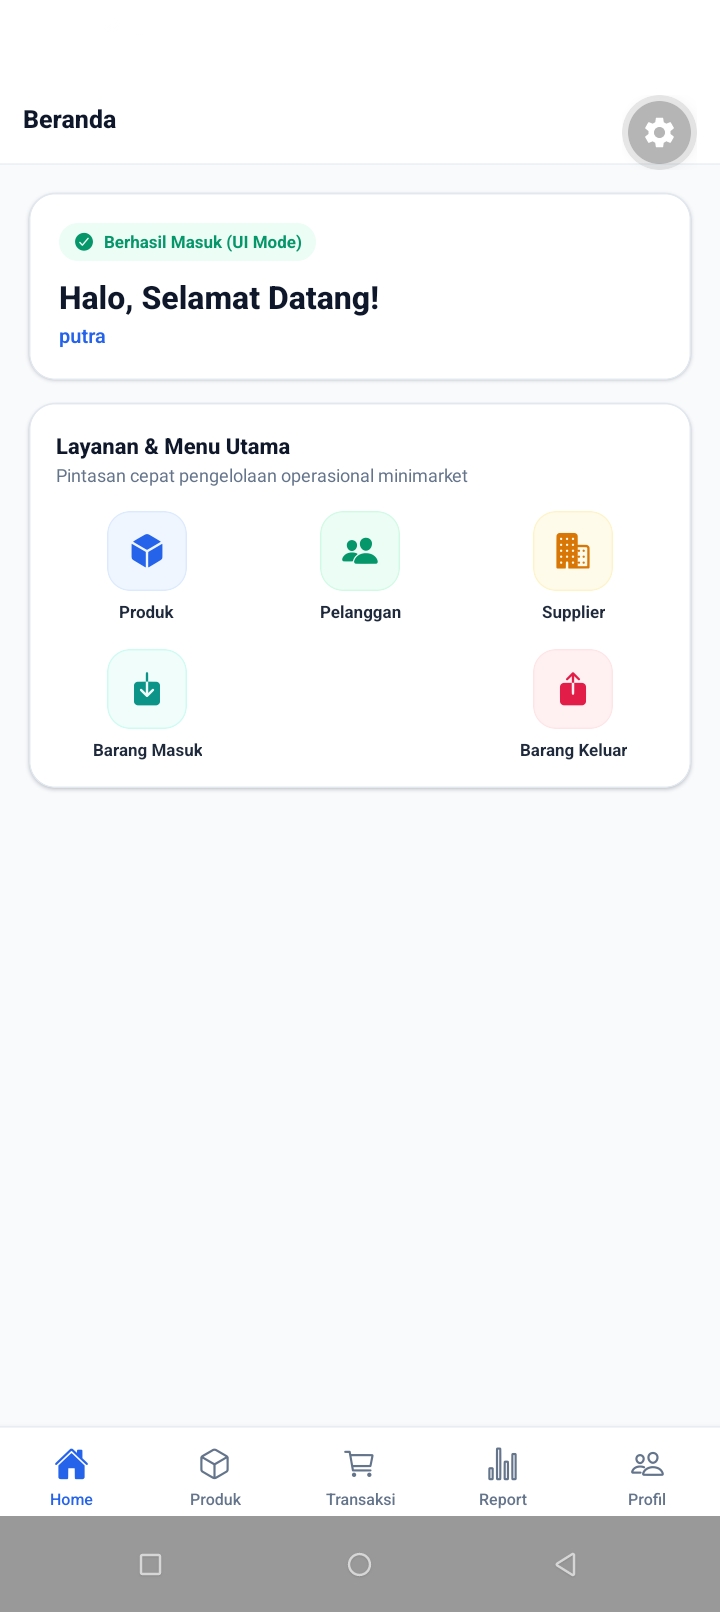 Beranda
Berhasil Masuk (UI Mode)
Halo, Selamat Datang!
putra
Layanan & Menu Utama
Pintasan cepat pengelolaan operasional minimarket
Produk
Pelanggan
Supplier
Barang Masuk
Barang Keluar
Home
Produk
Transaksi
Report
Profil